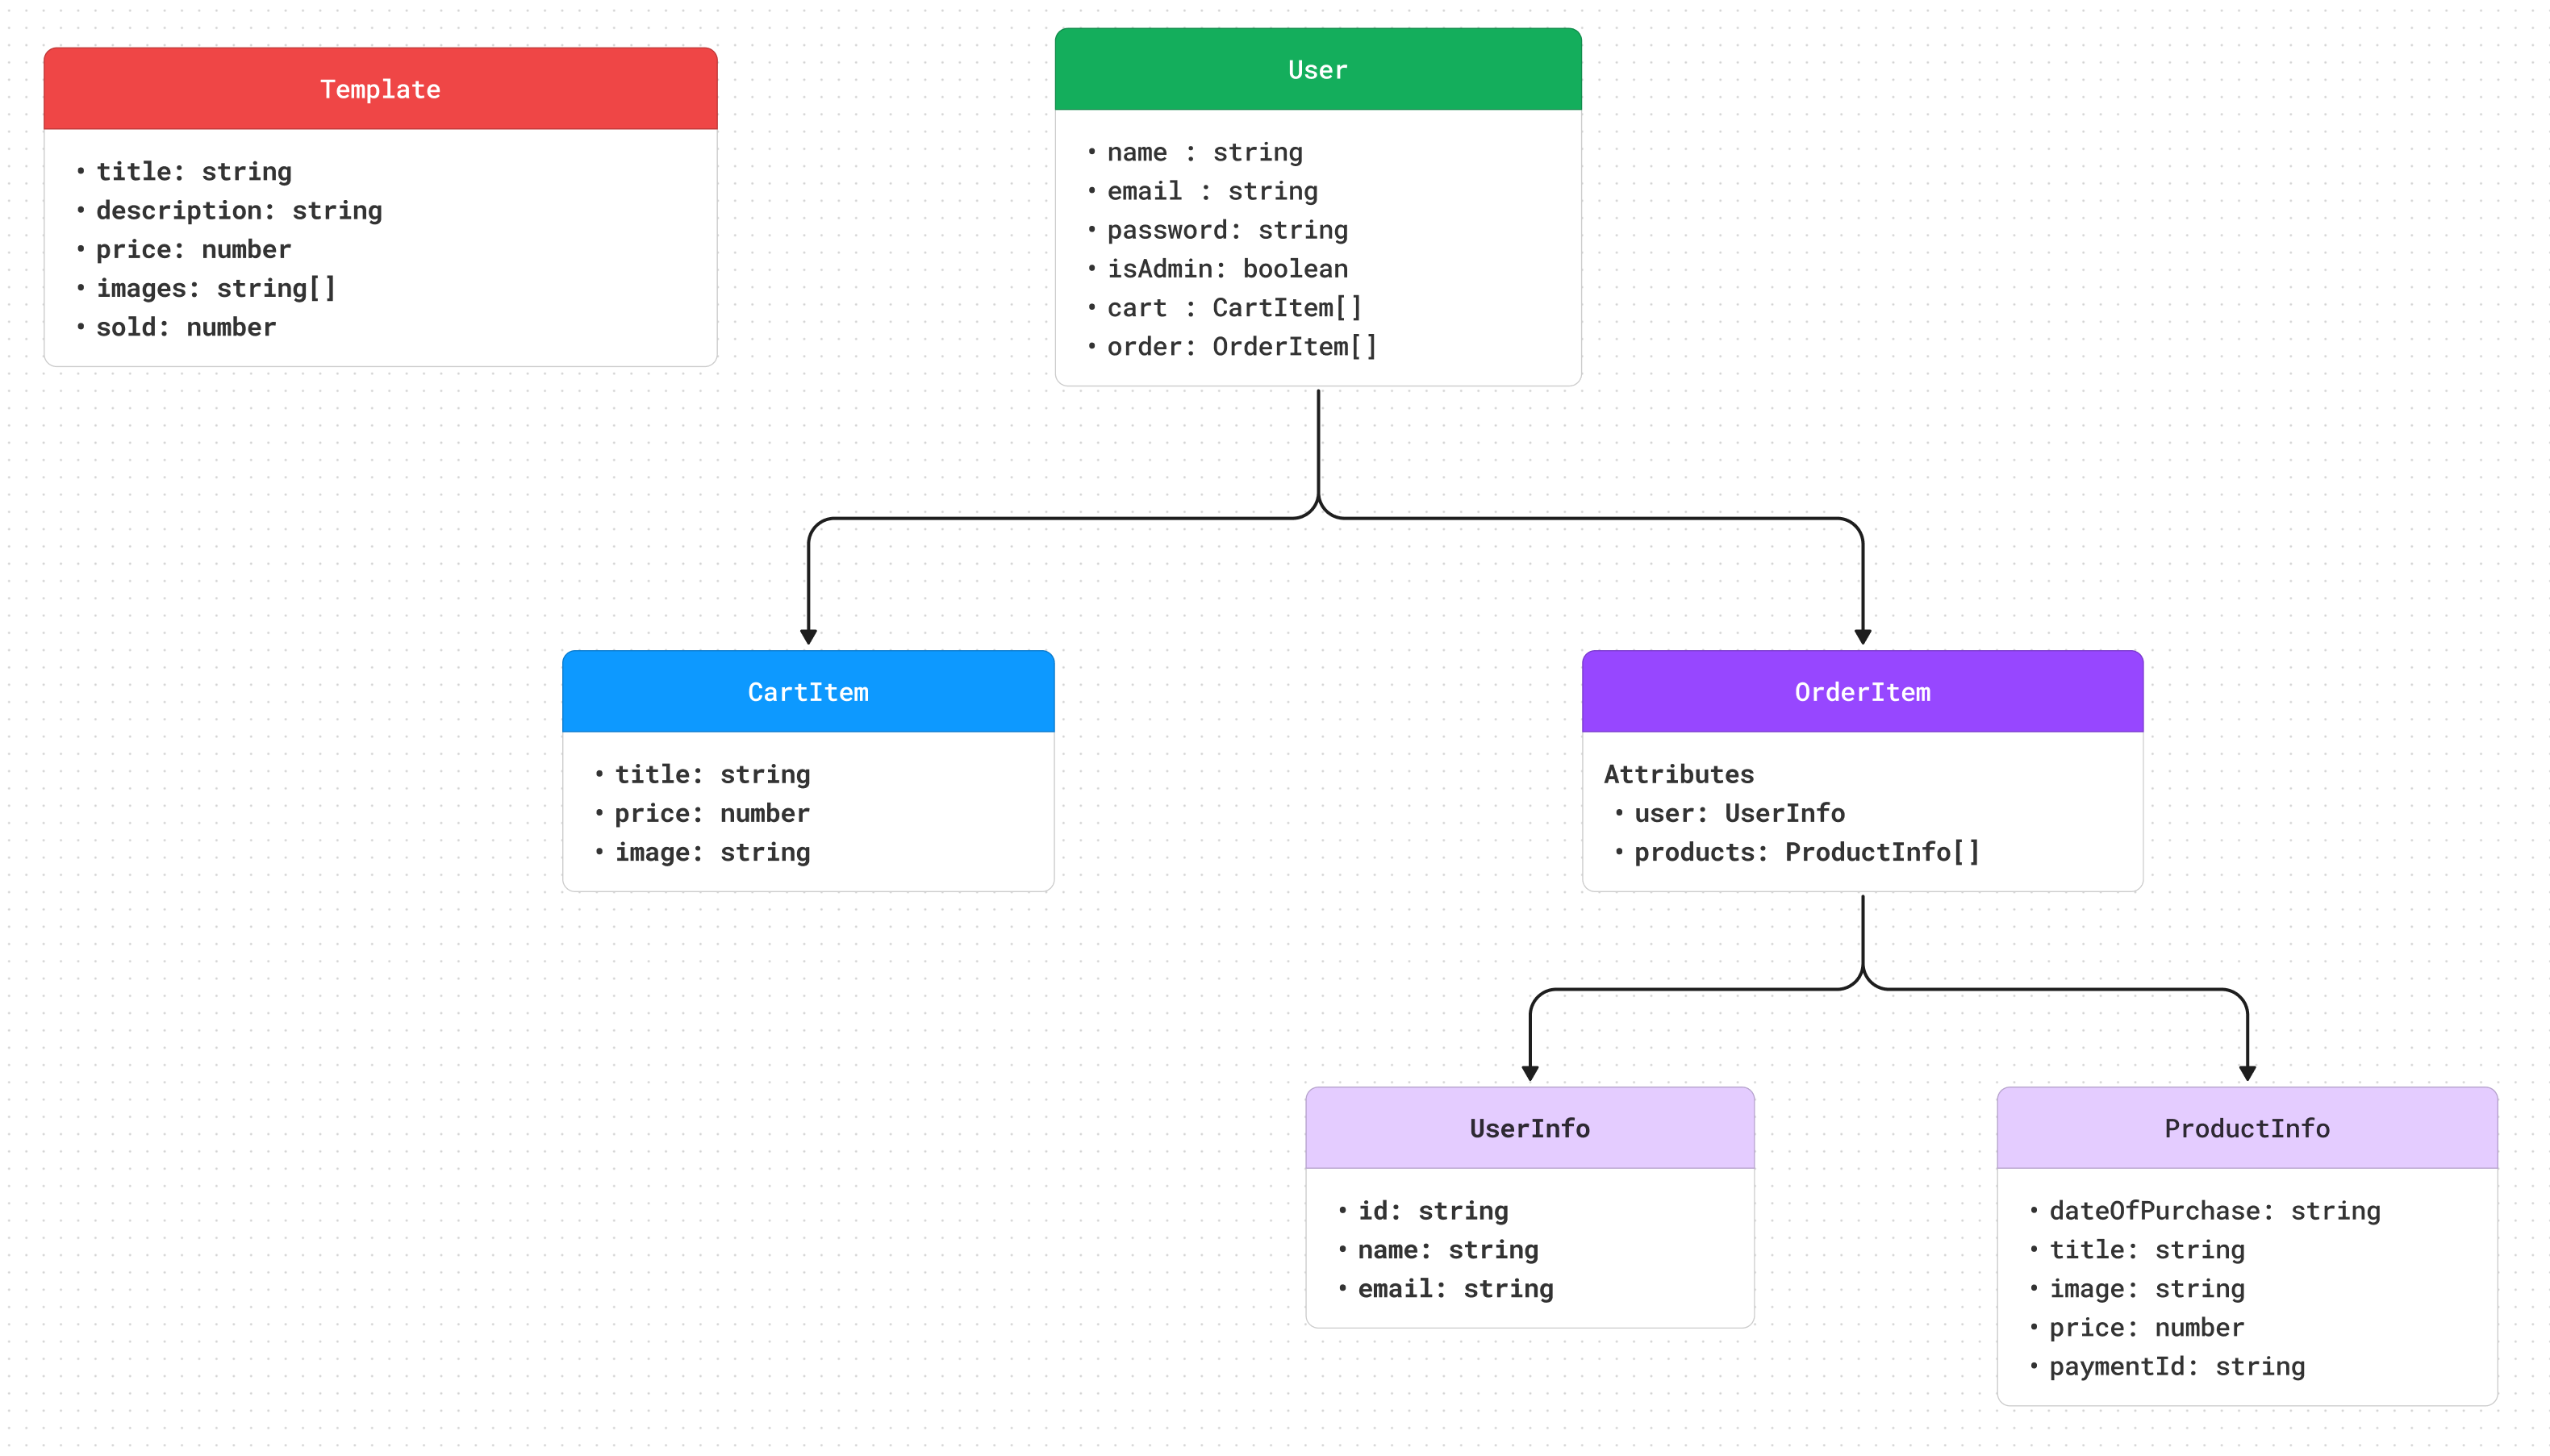 Template
• title: string
• description: string
• price: number
• images: string[]
• sold: number
User
• name : string
• email : string
• password: string
• isAdmin: boolean
• cart : CartItem[]
• order: OrderItem[]
CartItem
• title: string
• price: number
• image: string
OrderItem
Attributes
• user: UserInfo
• products: ProductInfo[]
UserInfo
• id: string
• name: string
• email: string
ProductInfo
• dateOfPurchase: string
• title: string
• image: string
• price: number
• paymentId: string